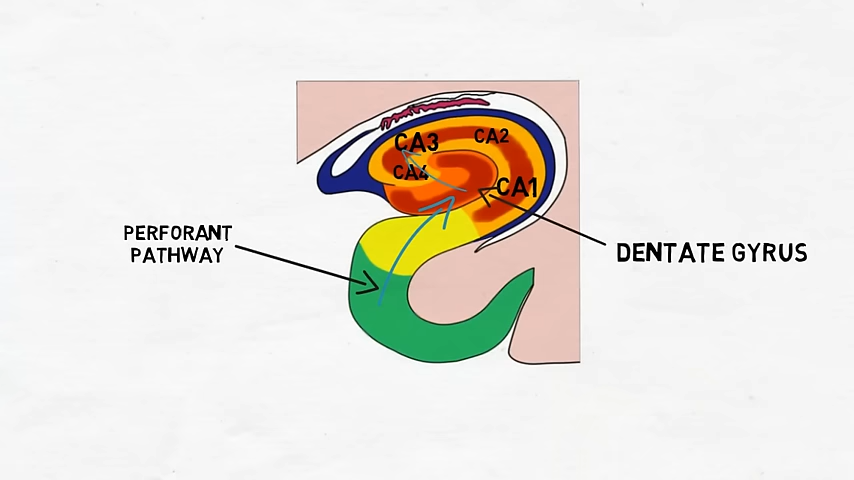 CA3
CA2
CA4
CA1
PERFORANT
PATHWAY
DENTATE GYRUS